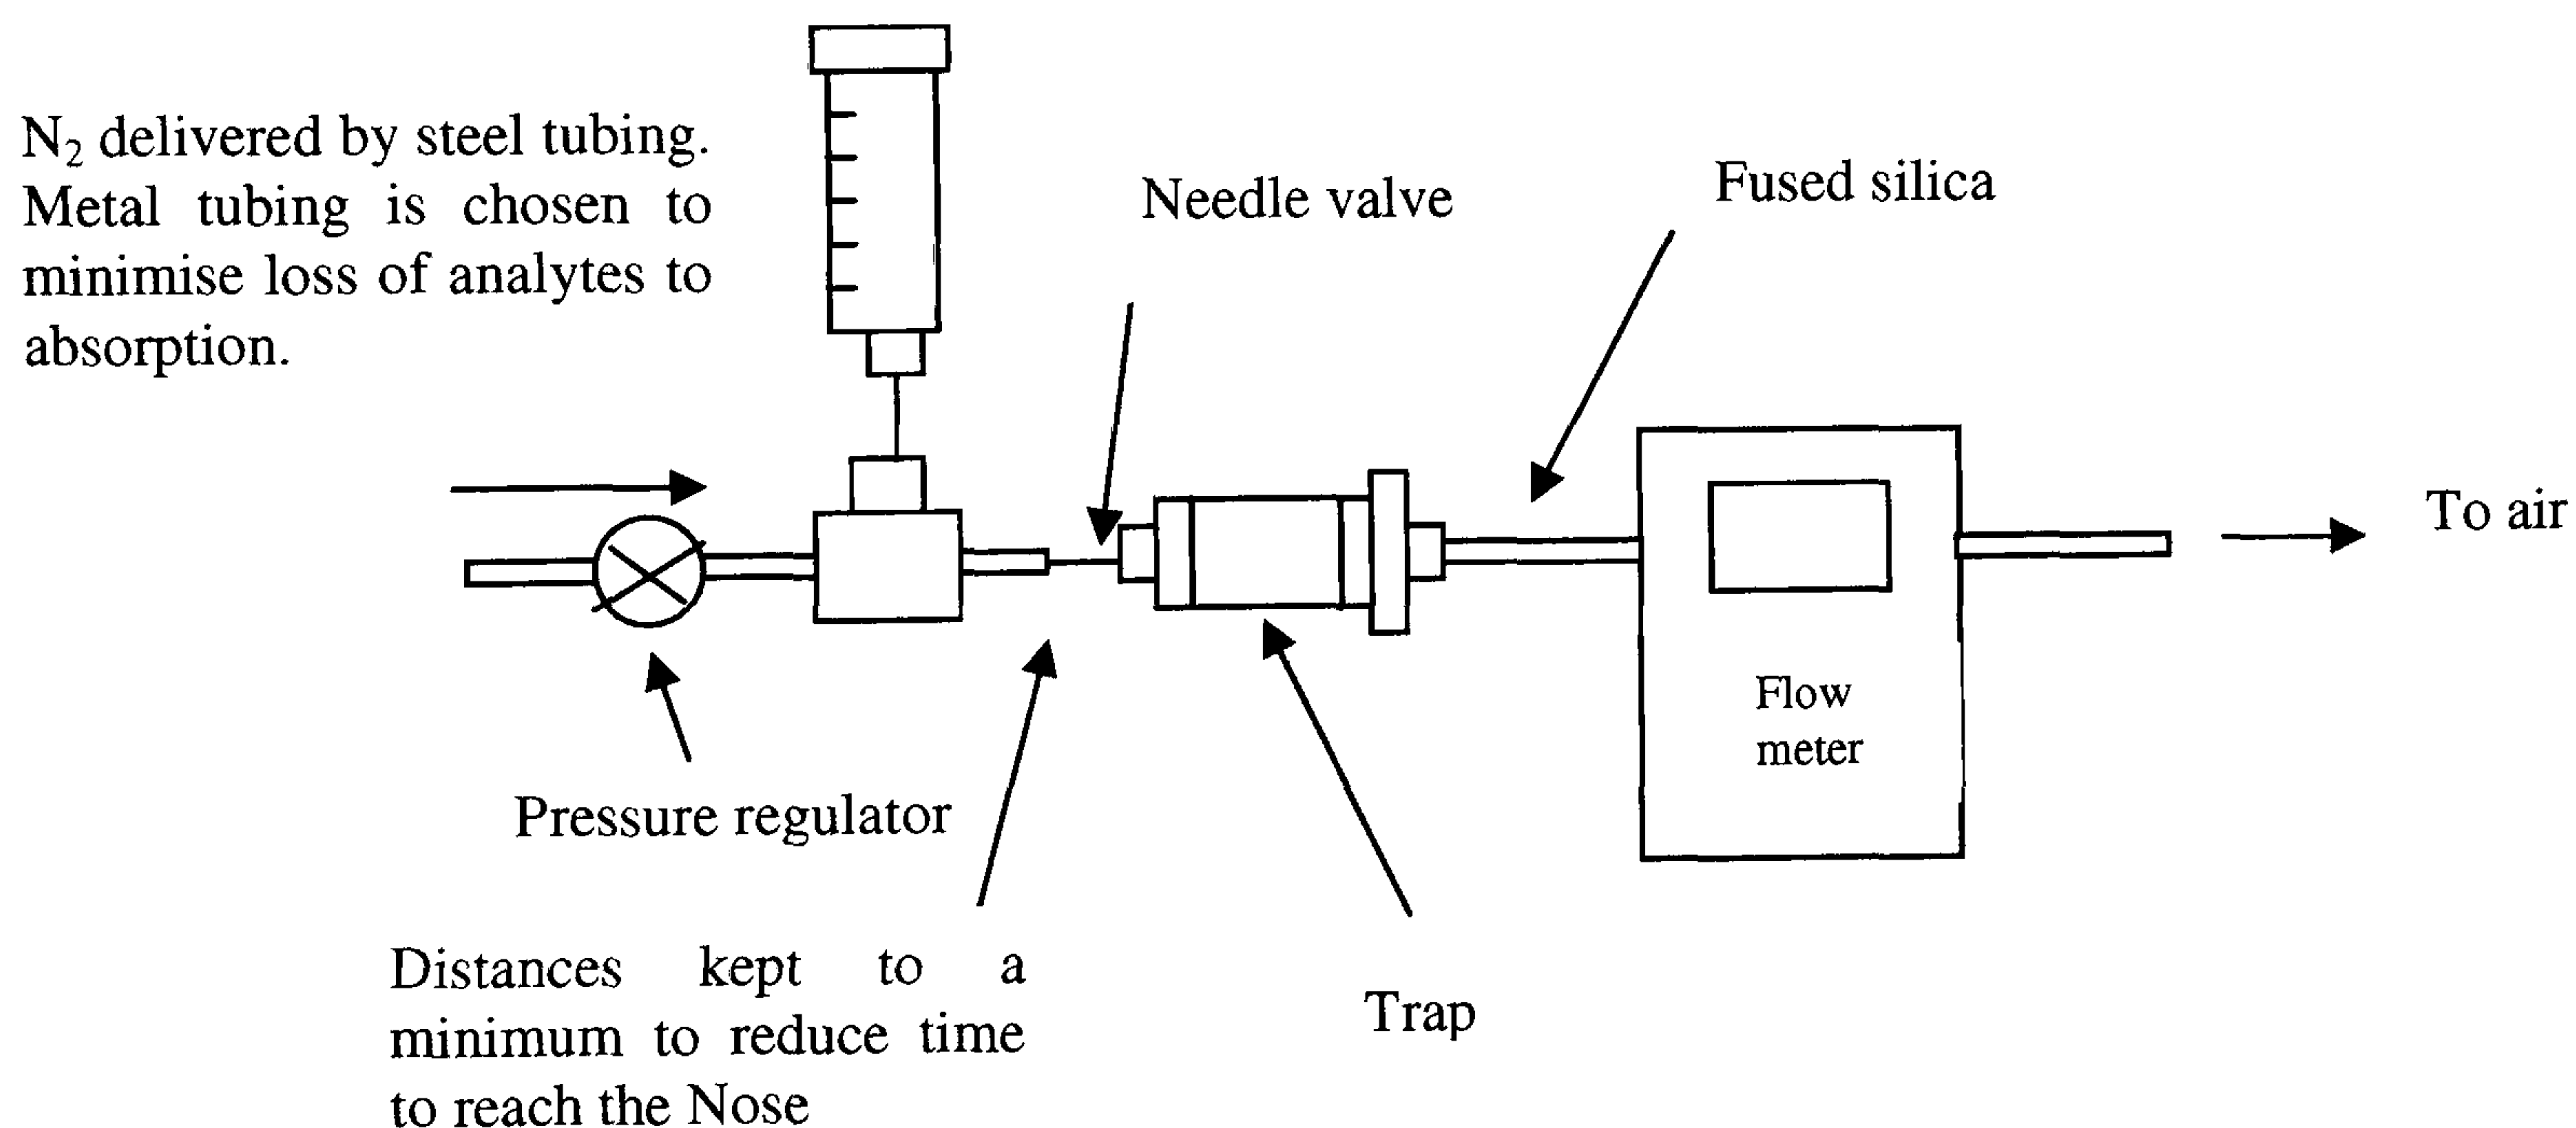 N₂ delivered by steel tubing.
Metal tubing is chosen to
minimise loss of analytes to
absorption.
Needle valve
Fused silica
To air
Flow
meter
Pressure regulator
Distances kept to a
minimum to reduce time
to reach the Nose
Trap